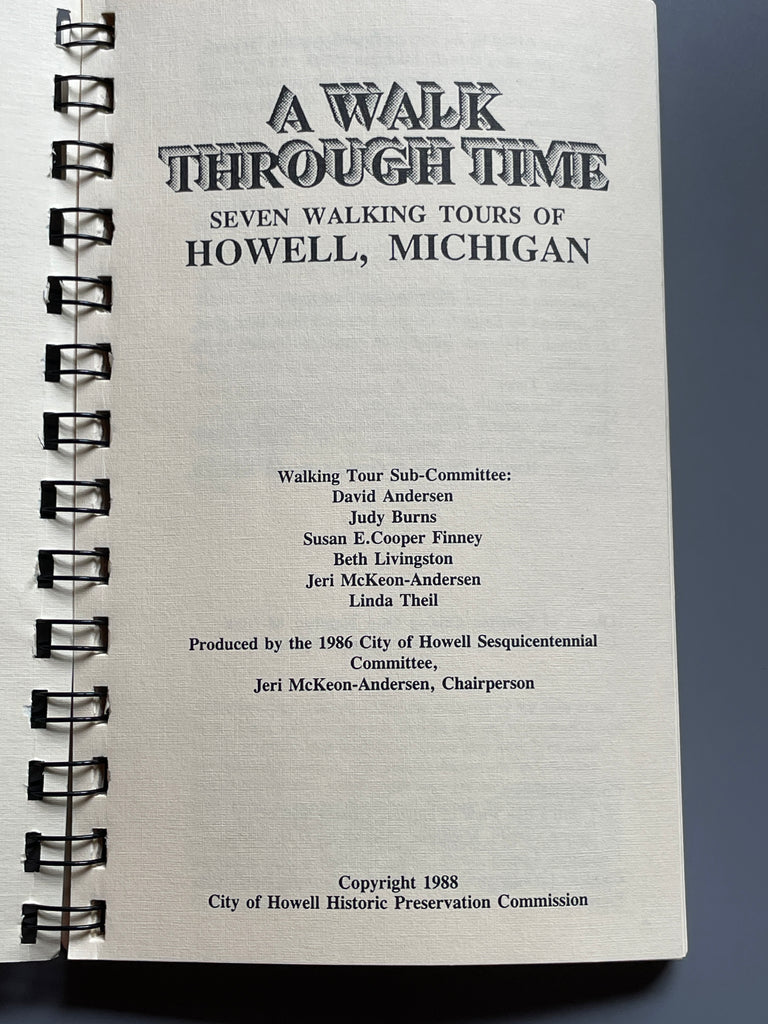 A WALK
THROUGH TIME
SEVEN WALKING TOURS OF
HOWELL, MICHIGAN
Walking Tour Sub-Committee:
David Andersen
Judy Burns
Susan E.Cooper Finney
Beth Livingston
Jeri McKeon-Andersen
Linda Theil
Produced by the 1986 City of Howell Sesquicentennial
Committee,
Jeri McKeon-Andersen, Chairperson
Copyright 1988
City of Howell Historic Preservation Commission